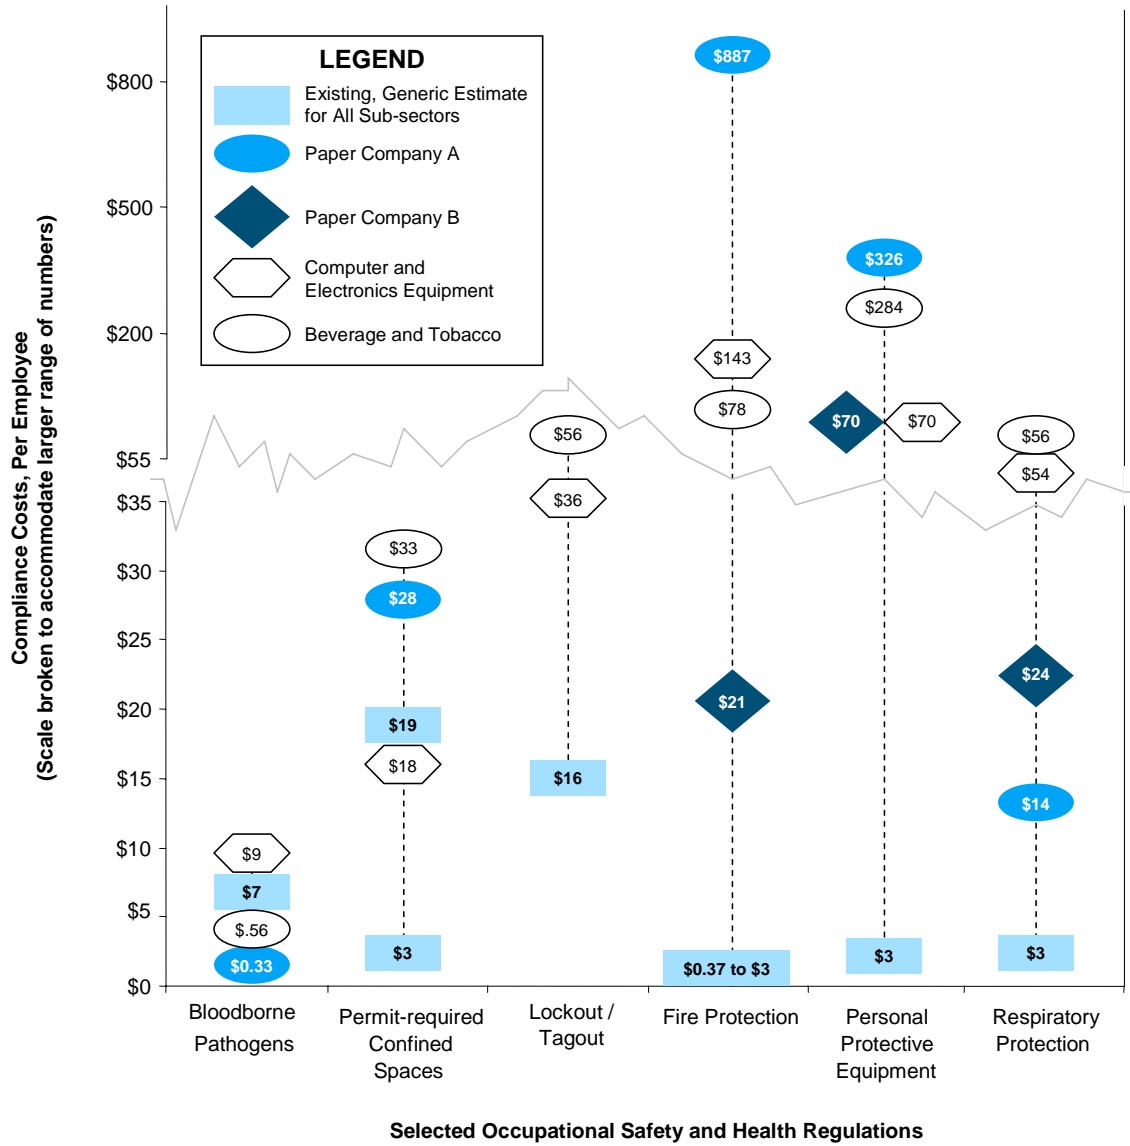 LEGEND
Existing, Generic Estimate
for All Sub-sectors
Paper Company A
Paper Company B
Computer and
Electronics Equipment
Beverage and Tobacco
Compliance Costs, Per Employee
(Scale broken to accommodate larger range of numbers)
$800
$500
$200
$55
$35
$30
$25
$20
$15
$10
$5
$0
$9
$7
$.56
$0.33
$33
$28
$19
$18
$3
$56
$36
$16
$887
$143
$78
$21
$0.37 to $3
$326
$284
$70
$70
$3
$56
$54
$24
$14
$3
Bloodborne
Pathogens
Permit-required
Confined
Spaces
Lockout /
Tagout
Fire Protection
Personal
Protective
Equipment
Respiratory
Protection
Selected Occupational Safety and Health Regulations